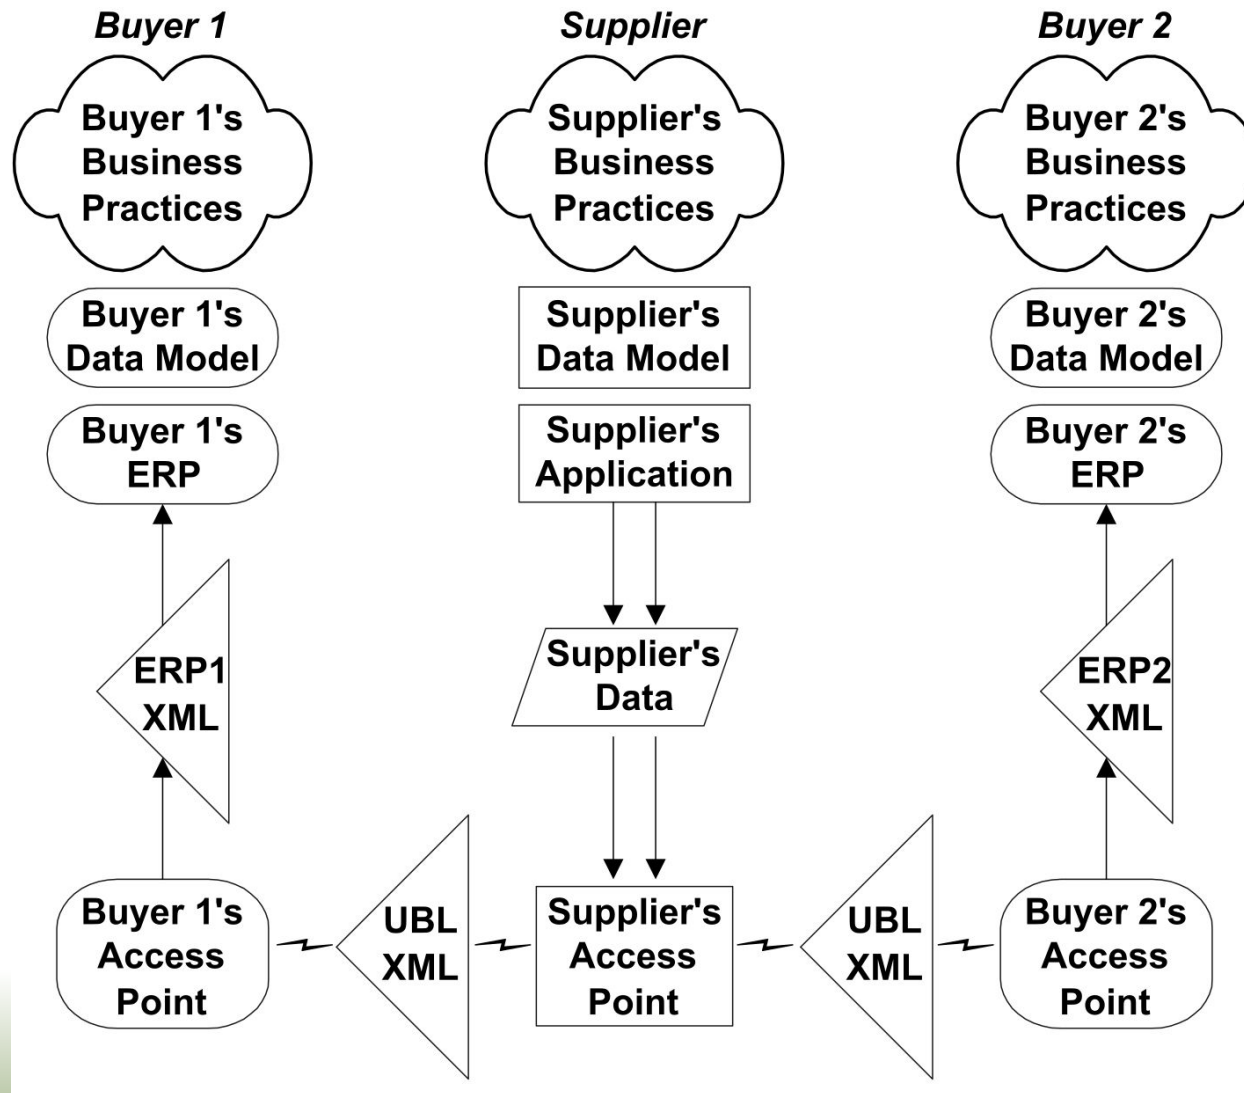 Buyer 1
Supplier
Buyer 2
Buyer 1's
Business
Practices
Supplier's
Business
Practices
Buyer 2's
Business
Practices
Buyer 1's
Data Model
Supplier's
Data Model
Buyer 2's
Data Model
Buyer 1's
ERP
Supplier's
Application
Buyer 2's
ERP
ERP1
XML
Supplier's
Data
ERP2
XML
Buyer 1's
Access
Point
UBL
XML
Supplier's
Access
Point
UBL
XML
Buyer 2's
Access
Point